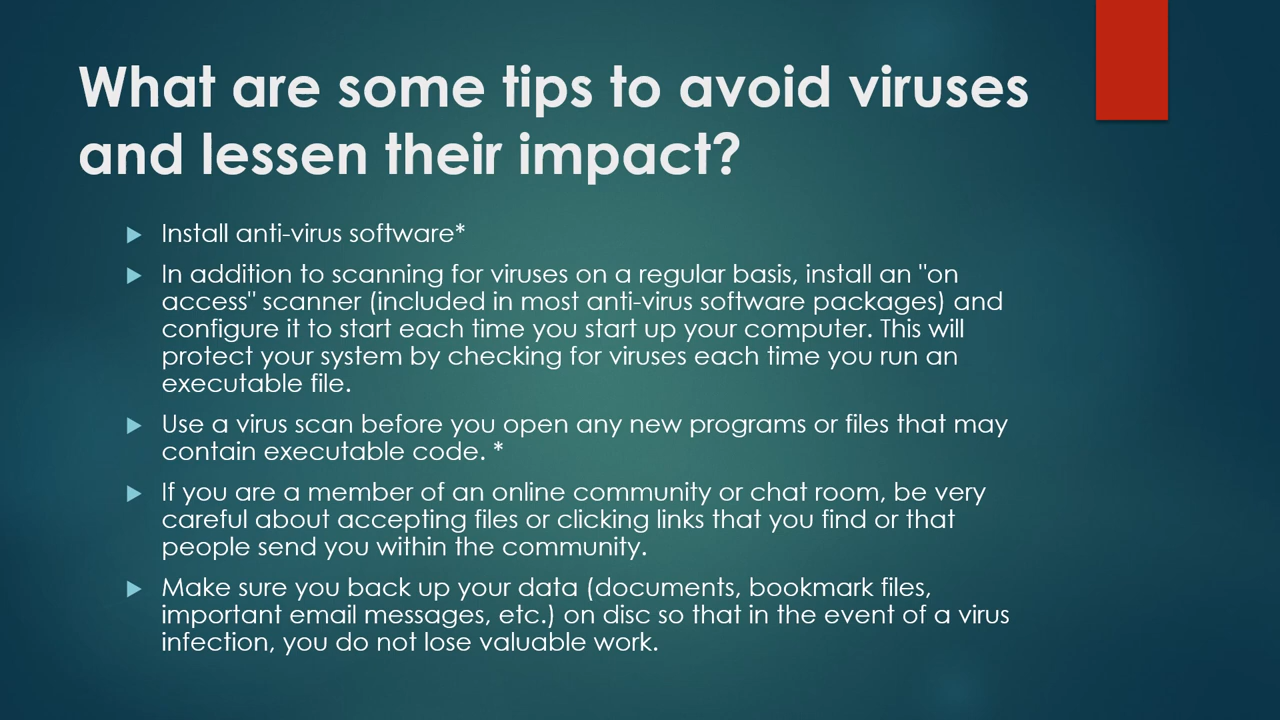 What are some tips to avoid viruses
and lessen their impact?
Install anti-virus software*
In addition to scanning for viruses on a regular basis, install an "on
access" scanner (included in most anti-virus software packages) and
configure it to start each time you start up your computer. This will
protect your system by checking for viruses each time you run an
executable file.
Use a virus scan before you open any new programs or files that may
contain executable code. *
If you are a member of an online community or chat room, be very
careful about accepting files or clicking links that you find or that
people send you within the community.
Make sure you back up your data (documents, bookmark files,
important email messages, etc.) on disc so that in the event of a virus
infection, you do not lose valuable work.